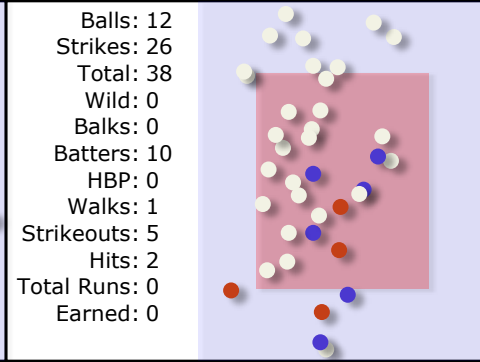 Balls: 12
Strikes: 26
Total: 38
Wild: 0
Balks: 0
Batters: 10
HBP: 0
Walks: 1
Strikeouts: 5
Hits: 2
Total Runs: 0
Earned: 0